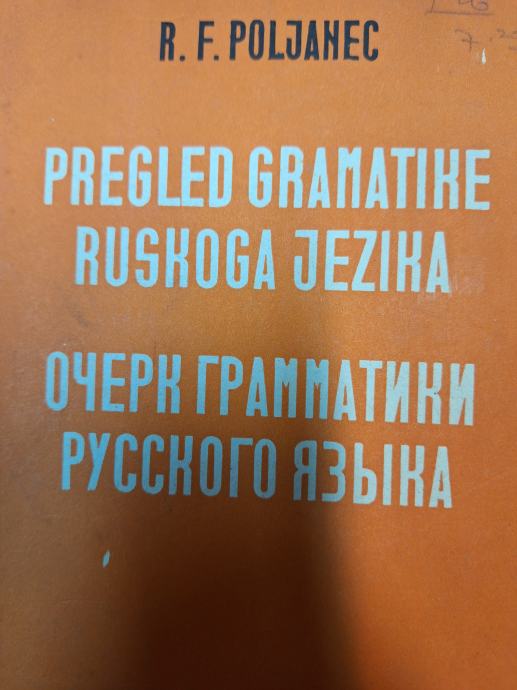 R. F. POLJANEC
PREGLED GRAMATIKE
RUSKOGA JEZIKA
ОЧЕРК ГРАММАТИКИ
РУССКОГО ЯЗЫКА